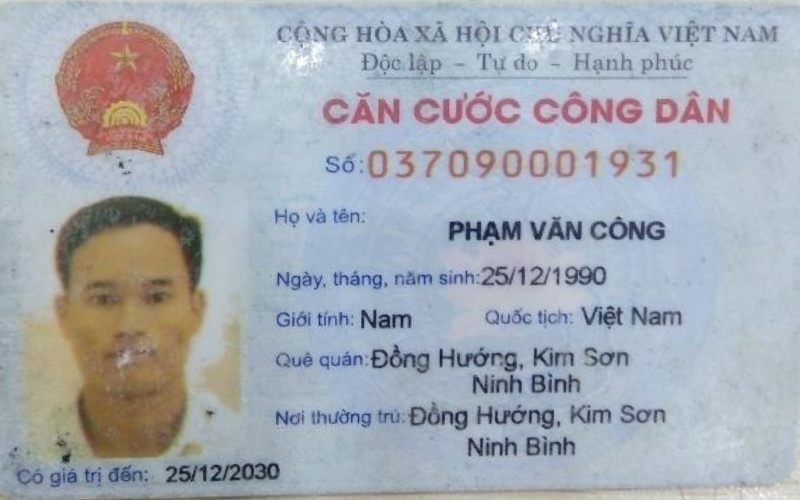 CỘNG HÒA XÃ HỘI CHỦ NGHĨA VIỆT NAM
Độc lập – Tự do – Hạnh phúc
CĂN CƯỚC CÔNG DÂN
Số: 037090001931
Họ và tên: PHẠM VĂN CÔNG
Ngày, tháng, năm sinh: 25/12/1990
Giới tính: Nam Quốc tịch: Việt Nam
Quê quán: Đồng Hướng, Kim Sơn
Ninh Bình
Nơi thường trú: Đồng Hướng, Kim Sơn
Ninh Bình
Có giá trị đến: 25/12/2030